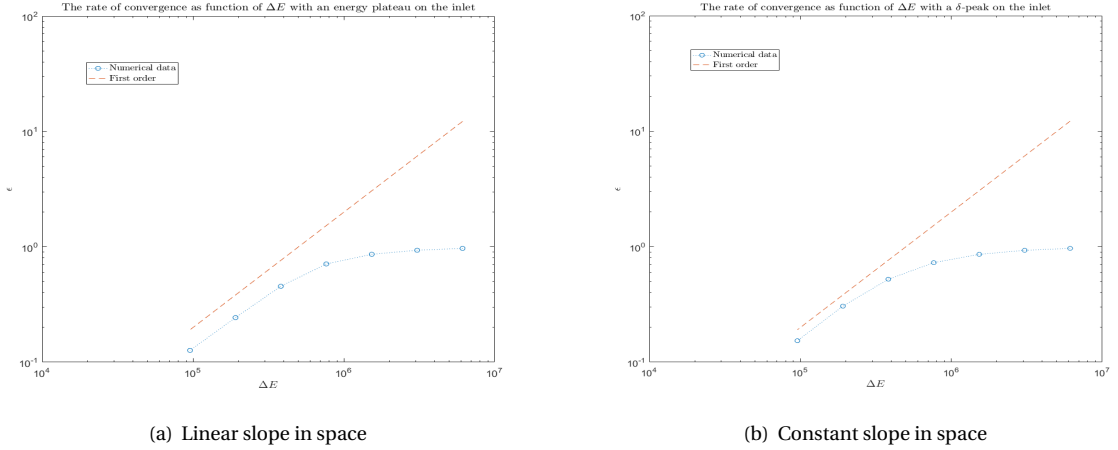 The rate of convergence as function of ΔE with an energy plateau on the inlet
10^2
10^1
10^0
10^-1
ϵ
Numerical data
First order
10^4
10^5
10^6
10^7
ΔE
(a) Linear slope in space
The rate of convergence as function of ΔE with a δ-peak on the inlet
10^2
10^1
10^0
10^-1
ϵ
Numerical data
First order
10^4
10^5
10^6
10^7
ΔE
(b) Constant slope in space